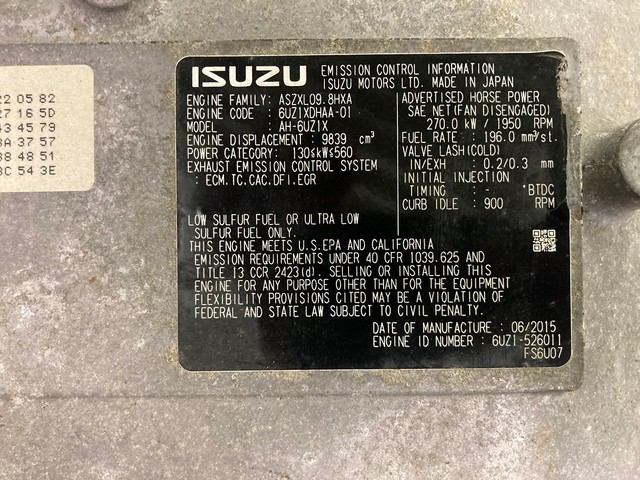 20582
7165D
34579
A3757
84851
C543E
ISUZU EMISSION CONTROL INFORMATION
ISUZU MOTORS LTD. MADE IN JAPAN
ENGINE FAMILY: ASZXL09.8HXA
ENGINE CODE : 6UZ1XDHAA-01
MODEL : AH-6UZ1X
ENGINE DISPLACEMENT : 9839 cm³
POWER CATEGORY: 130≤kW≤560
EXHAUST EMISSION CONTROL SYSTEM
: ECM.TC.CAC.DFI.EGR
ADVERTISED HORSE POWER
SAE NET(FAN DISENGAGED)
270.0 kW / 1950 RPM
FUEL RATE : 196.0 mm³/st.
VALVE LASH(COLD)
IN/EXH : 0.2/0.3 mm
INITIAL INJECTION
TIMING : - °BTDC
CURB IDLE : 900 RPM
LOW SULFUR FUEL OR ULTRA LOW
SULFUR FUEL ONLY.
THIS ENGINE MEETS U.S.EPA AND CALIFORNIA
EMISSION REQUIREMENTS UNDER 40 CFR 1039.625 AND
TITLE 13 CCR 2423(d). SELLING OR INSTALLING THIS
ENGINE FOR ANY PURPOSE OTHER THAN FOR THE EQUIPMENT
FLEXIBILITY PROVISIONS CITED MAY BE A VIOLATION OF
FEDERAL AND STATE LAW SUBJECT TO CIVIL PENALTY.
DATE OF MANUFACTURE : 06/2015
ENGINE ID NUMBER : 6UZ1-526011
FS6U07